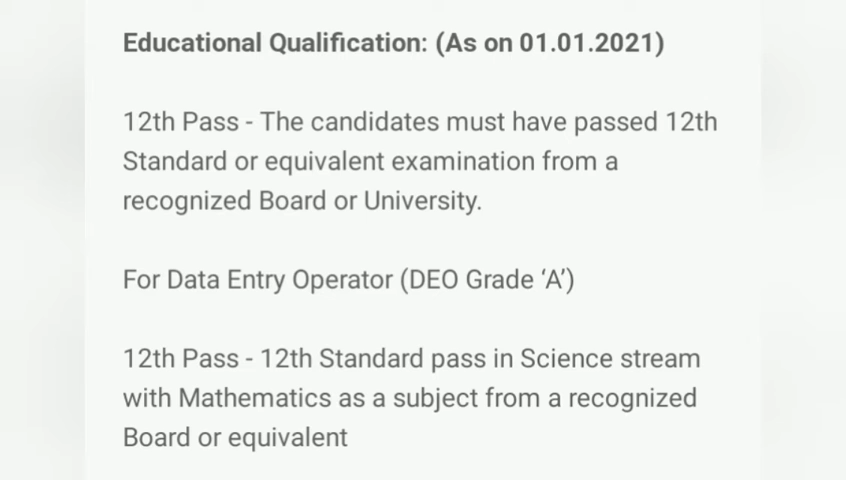 Educational Qualification: (As on 01.01.2021)
12th Pass - The candidates must have passed 12th
Standard or equivalent examination from a
recognized Board or University.
For Data Entry Operator (DEO Grade ‘A’)
12th Pass - 12th Standard pass in Science stream
with Mathematics as a subject from a recognized
Board or equivalent